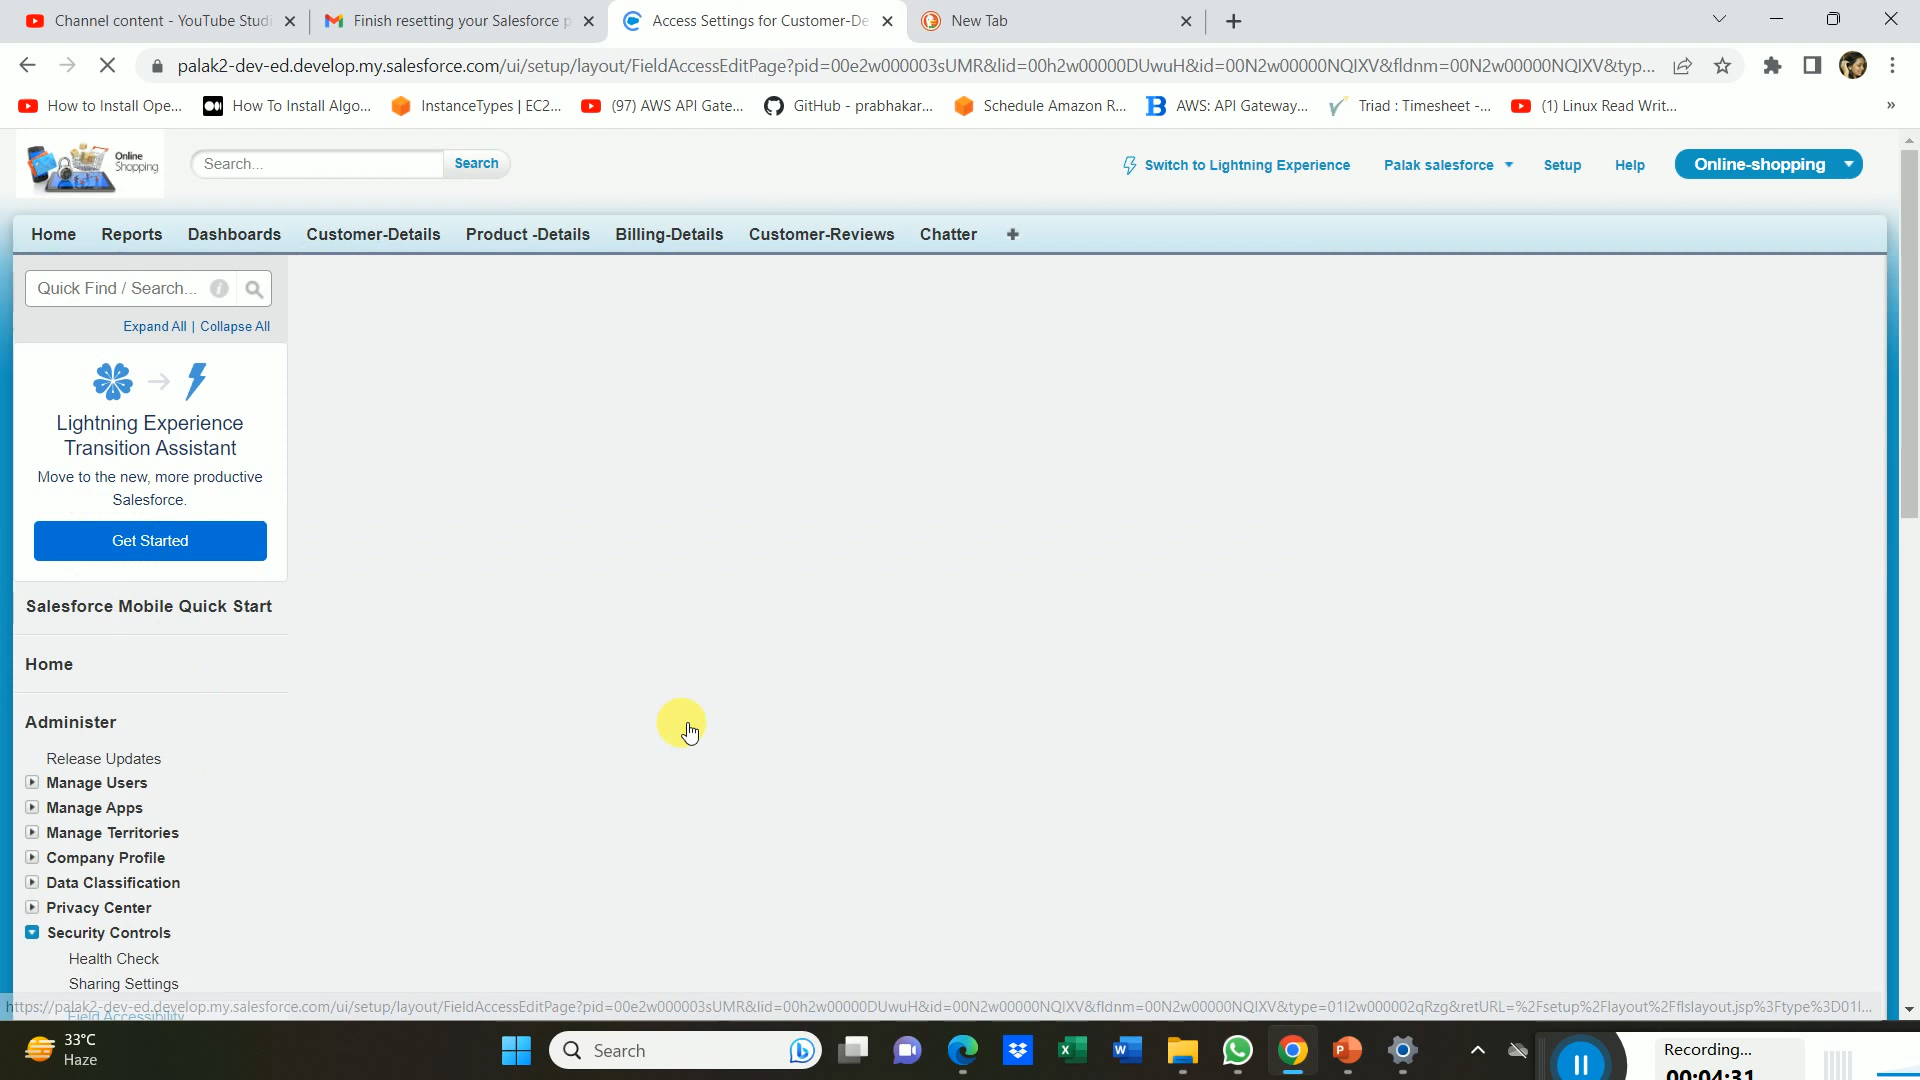 Channel content - YouTube Studi
Finish resetting your Salesforce p
Access Settings for Customer-De
New Tab
palak2-dev-ed.develop.my.salesforce.com/ui/setup/layout/FieldAccessEditPage?pid=00e2w000003sUMR&lid=00h2w00000DUwuH&id=00N2w00000NQIXV&fldnm=00N2w00000NQIXV&typ...
How to Install Ope...
How To Install Algo...
InstanceTypes | EC2...
(97) AWS API Gate...
GitHub - prabhakar...
Schedule Amazon R...
AWS: API Gateway...
Triad : Timesheet -...
(1) Linux Read Writ...
»
Online
Shopping
Search...
Search
Switch to Lightning Experience
Palak salesforce
Setup
Help
Online-shopping
Home
Reports
Dashboards
Customer-Details
Product -Details
Billing-Details
Customer-Reviews
Chatter
Quick Find / Search...
Expand All | Collapse All
Lightning Experience
Transition Assistant
Move to the new, more productive
Salesforce.
Get Started
Salesforce Mobile Quick Start
Home
Administer
Release Updates
Manage Users
Manage Apps
Manage Territories
Company Profile
Data Classification
Privacy Center
Security Controls
Health Check
Sharing Settings
Field Accessibility
https://palak2-dev-ed.develop.my.salesforce.com/ui/setup/layout/FieldAccessEditPage?pid=00e2w000003sUMR&lid=00h2w00000DUwuH&id=00N2w00000NQIXV&fldnm=00N2w00000NQIXV&type=01I2w000002qRzg&retURL=%2Fsetup%2Flayout%2Fflslayout.jsp%3Ftype%3D01I...
33°C
Haze
Search
Recording...
00:04:31